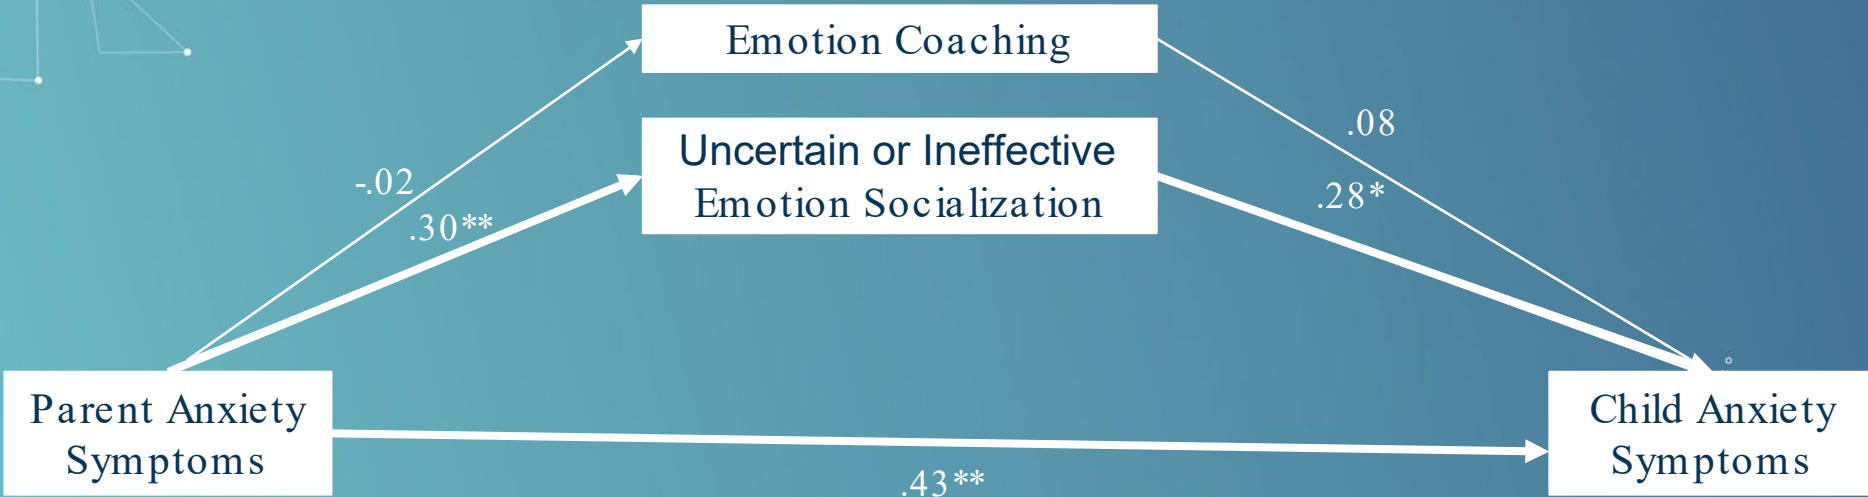 Emotion Coaching
.08
Uncertain or Ineffective
Emotion Socialization
-.02
.28*
.30**
Parent Anxiety
Symptoms
Child Anxiety
Symptoms
.43**